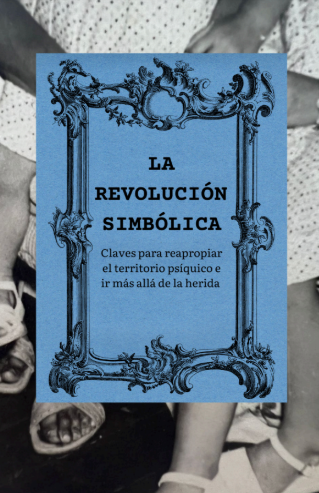 LA
REVOLUCIÓN
SIMBÓLICA
Claves para reapropiar
el territorio psíquico e
ir más allá de la herida